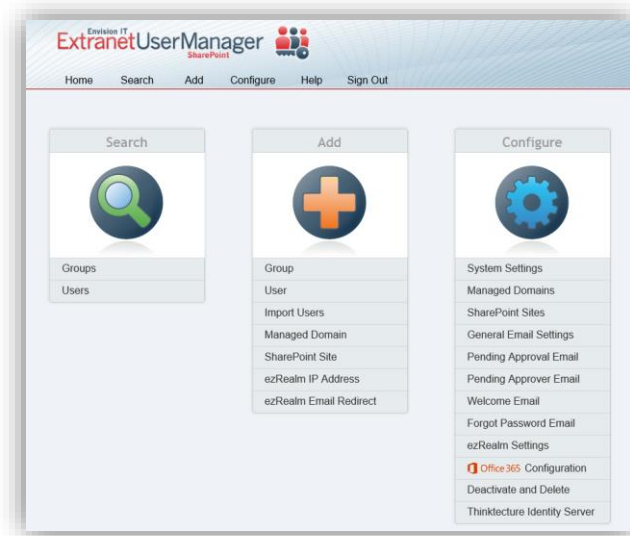 Envision IT
ExtranetUserManager
SharePoint
Home Search Add Configure Help Sign Out
Search
Groups
Users
Add
Group
User
Import Users
Managed Domain
SharePoint Site
ezRealm IP Address
ezRealm Email Redirect
Configure
System Settings
Managed Domains
SharePoint Sites
General Email Settings
Pending Approval Email
Pending Approver Email
Welcome Email
Forgot Password Email
ezRealm Settings
Office 365 Configuration
Deactivate and Delete
Thinktecture Identity Server